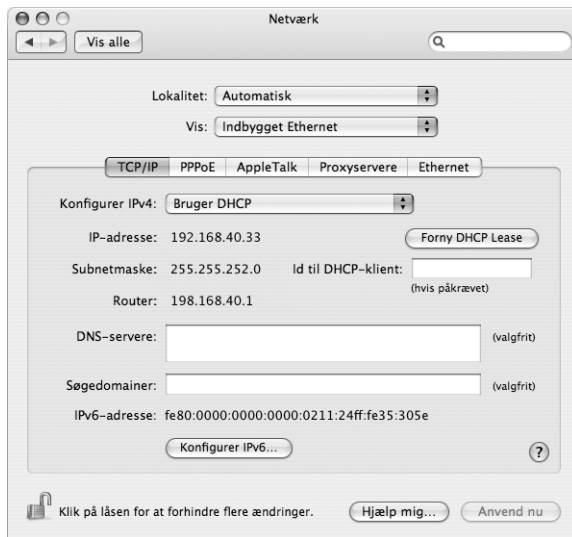 Netværk
Vis alle
Lokalitet: Automatisk
Vis: Indbygget Ethernet
TCP/IP PPPoE AppleTalk Proxyservere Ethernet
Konfigurer IPv4: Bruger DHCP
IP-adresse: 192.168.40.33 Forny DHCP Lease
Subnetmaske: 255.255.252.0 Id til DHCP-klient:
(hvis påkrævet)
Router: 198.168.40.1
DNS-servere: (valgfrit)
Søgedomainer: (valgfrit)
IPv6-adresse: fe80:0000:0000:0000:0211:24ff:fe35:305e
Konfigurer IPv6... ?
Klik på låsen for at forhindre flere ændringer. Hjælp mig... Anvend nu